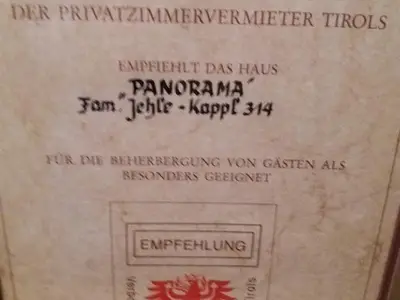 DER PRIVATZIMMERVERMIETER TIROLS
EMPFIEHLT DAS HAUS
"PANORAMA"
Fam. Jehle - Kappl 314
FÜR DIE BEHERBERGUNG VON GÄSTEN ALS
BESONDERS GEEIGNET
EMPFEHLUNG